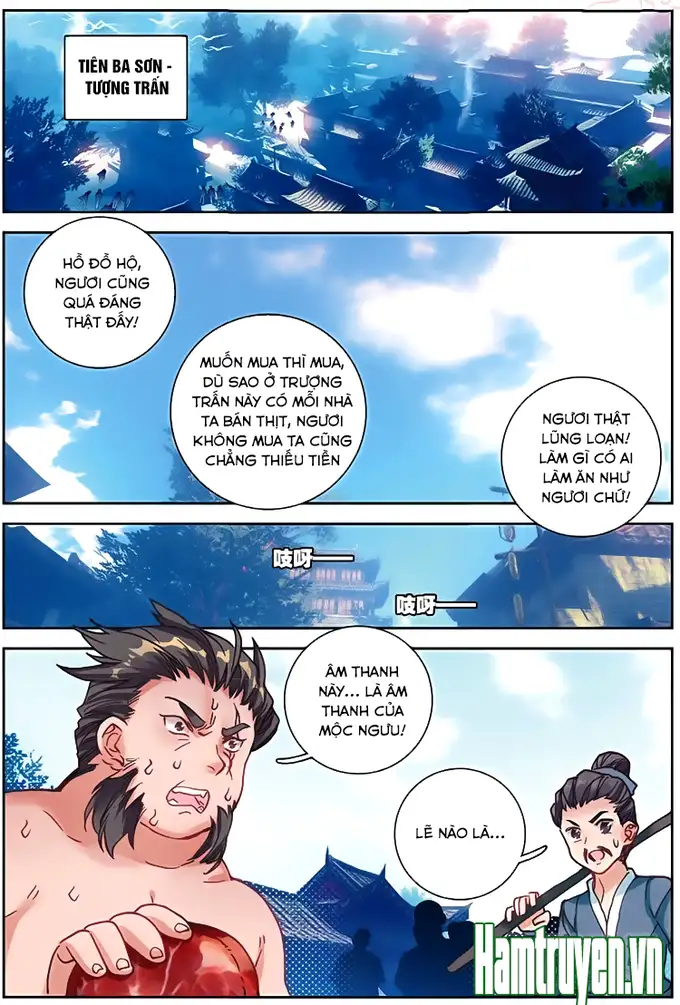 TIÊN BA SƠN -
TƯỢNG TRẤN
HỒ ĐỒ HỘ,
NGƯƠI CŨNG
QUÁ ĐÁNG
THẬT ĐẤY!
MUỐN MUA THÌ MUA,
DÙ SAO Ở TRƯỢNG
TRẤN NÀY CÓ MỖI NHÀ
TA BÁN THỊT, NGƯƠI
KHÔNG MUA TA CŨNG
CHẲNG THIẾU TIỀN
NGƯƠI THẬT
LŨNG LOẠN!
LÀM GÌ CÓ AI
LÀM ĂN NHƯ
NGƯƠI CHỨ!
吱呀——
吱呀——
ÂM THANH
NÀY... LÀ ÂM
THANH CỦA
MỘC NGƯU!
LẼ NÀO LÀ...
Hamtruyen.vn